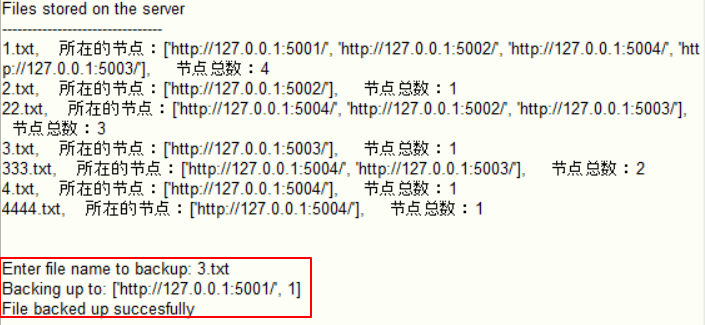 Files stored on the server
--------------------------------
1.txt, 所在的节点：['http://127.0.0.1:5001/', 'http://127.0.0.1:5002/', 'http://127.0.0.1:5004/', 'htt
p://127.0.0.1:5003/'], 节点总数：4
2.txt, 所在的节点：['http://127.0.0.1:5002/'], 节点总数：1
22.txt, 所在的节点：['http://127.0.0.1:5004/', 'http://127.0.0.1:5002/', 'http://127.0.0.1:5003/'],
节点总数：3
3.txt, 所在的节点：['http://127.0.0.1:5003/'], 节点总数：1
333.txt, 所在的节点：['http://127.0.0.1:5004/', 'http://127.0.0.1:5003/'], 节点总数：2
4.txt, 所在的节点：['http://127.0.0.1:5004/'], 节点总数：1
4444.txt, 所在的节点：['http://127.0.0.1:5004/'], 节点总数：1
Enter file name to backup: 3.txt
Backing up to: ['http://127.0.0.1:5001/', 1]
File backed up succesfully